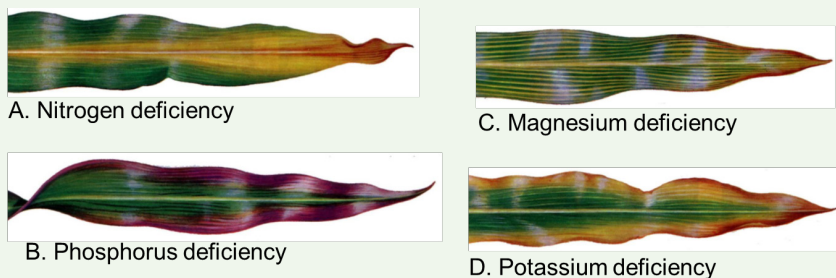 A. Nitrogen deficiency
B. Phosphorus deficiency
C. Magnesium deficiency
D. Potassium deficiency